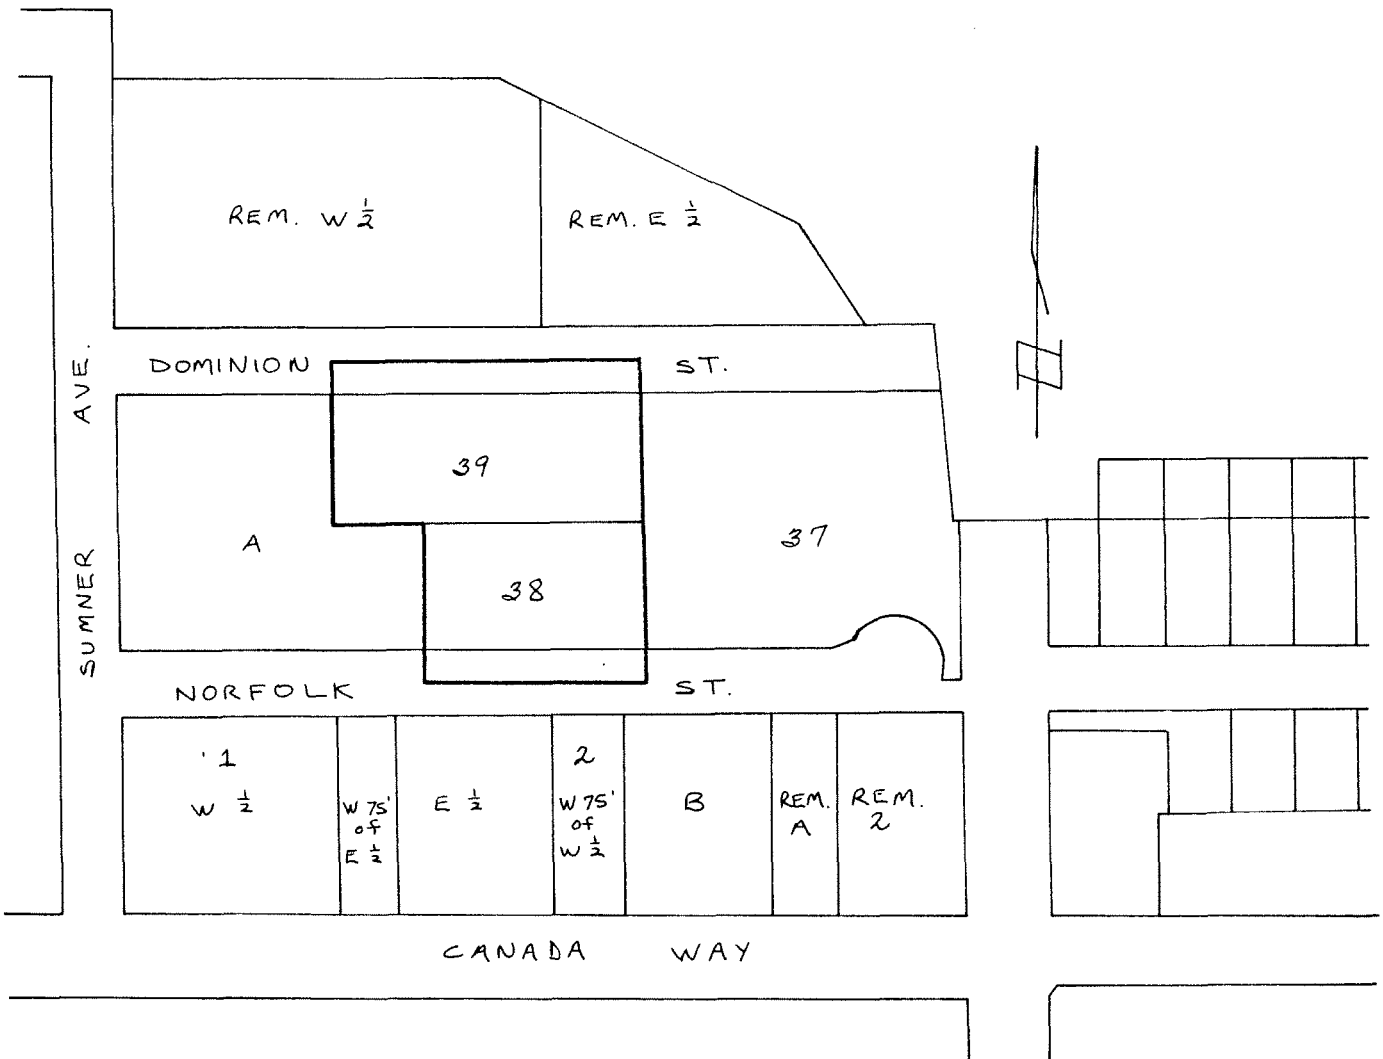 REM. W 1/2
REM. E 1/2
DOMINION ST.
SUMNER AVE.
39
A
37
38
NORFOLK ST.
1
W 1/2
W 75'
of
E 1/2
E 1/2
2
W 75'
of
W 1/2
B
REM.
A
REM.
2
CANADA WAY
N